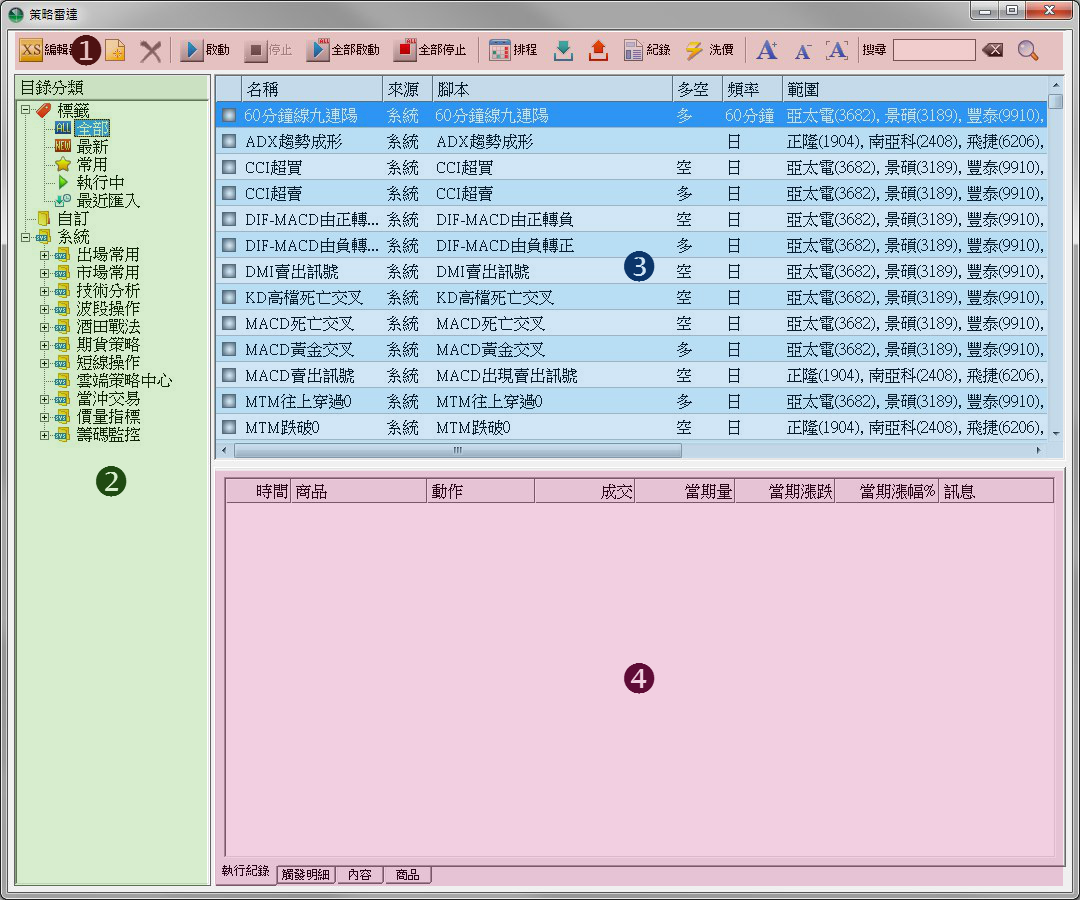 策略雷達
XS 編輯 1 啟動 停止 ALL 全部啟動 ALL 全部停止 排程 紀錄 洗價 A A [A] 搜尋
目錄分類
標籤
ALL 全部
NEW 最新
常用
執行中
最近匯入
自訂
系統
出場常用
市場常用
技術分析
波段操作
酒田戰法
期貨策略
短線操作
雲端策略中心
當沖交易
價量指標
籌碼監控
2
名稱 來源 腳本 多空 頻率 範圍
60分鐘線九連陽 系統 60分鐘線九連陽 多 60分鐘 亞太電(3682), 景碩(3189), 豐泰(9910),
ADX趨勢成形 系統 ADX趨勢成形 日 正隆(1904), 南亞科(2408), 飛捷(6206),
CCI超買 系統 CCI超買 空 日 亞太電(3682), 景碩(3189), 豐泰(9910),
CCI超賣 系統 CCI超賣 多 日 亞太電(3682), 景碩(3189), 豐泰(9910),
DIF-MACD由正轉... 系統 DIF-MACD由正轉負 空 日 亞太電(3682), 景碩(3189), 豐泰(9910),
DIF-MACD由負轉... 系統 DIF-MACD由負轉正 多 日 亞太電(3682), 景碩(3189), 豐泰(9910),
DMI賣出訊號 系統 DMI賣出訊號 3 空 日 亞太電(3682), 景碩(3189), 豐泰(9910),
KD高檔死亡交叉 系統 KD高檔死亡交叉 空 日 亞太電(3682), 景碩(3189), 豐泰(9910),
MACD死亡交叉 系統 MACD死亡交叉 空 日 亞太電(3682), 景碩(3189), 豐泰(9910),
MACD黃金交叉 系統 MACD黃金交叉 多 日 亞太電(3682), 景碩(3189), 豐泰(9910),
MACD賣出訊號 系統 MACD出現賣出訊號 空 日 正隆(1904), 南亞科(2408), 飛捷(6206),
MTM往上穿過0 系統 MTM往上穿過0 多 日 亞太電(3682), 景碩(3189), 豐泰(9910),
MTM跌破0 系統 MTM跌破0 空 日 正隆(1904), 南亞科(2408), 飛捷(6206),
時間 商品 動作 成交 當期量 當期漲跌 當期漲幅% 訊息
4
執行紀錄 觸發明細 內容 商品